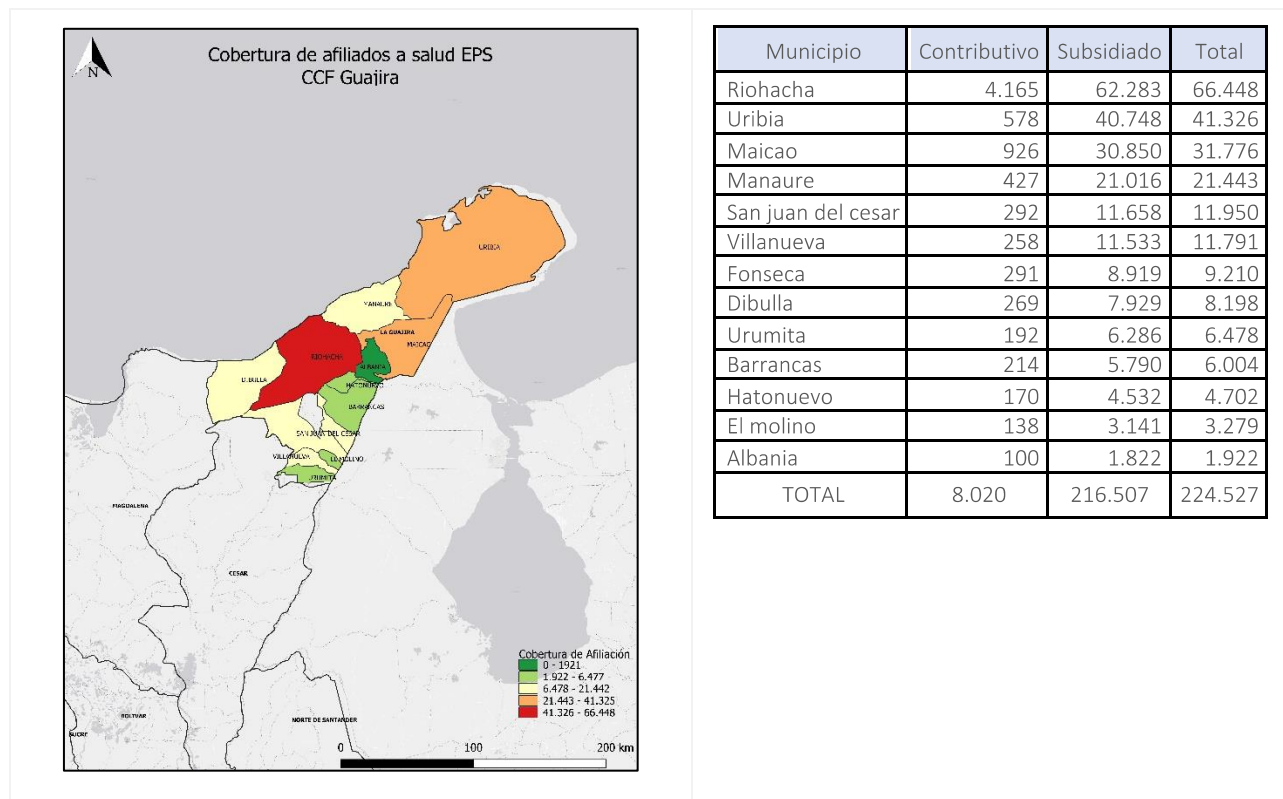 Cobertura de afiliados a salud EPS
CCF Guajira
N
URIBIA
MANAURE
LA GUAJIRA
MAICAO
RIOHACHA
ALBANIA
DIBULLA
HATONUEVO
BARRANCAS
SAN JUAN DEL CESAR
VILLANUEVA
EL MOLINO
URUMITA
MAGDALENA
CESAR
BOLIVAR
SUCRE
NORTE DE SANTANDER
Cobertura de Afiliación
0 - 1921
1.922 - 6.477
6.478 - 21.442
21.443 - 41.325
41.326 - 66.448
0 100 200 km
Municipio Contributivo Subsidiado Total
Riohacha 4.165 62.283 66.448
Uribia 578 40.748 41.326
Maicao 926 30.850 31.776
Manaure 427 21.016 21.443
San juan del cesar 292 11.658 11.950
Villanueva 258 11.533 11.791
Fonseca 291 8.919 9.210
Dibulla 269 7.929 8.198
Urumita 192 6.286 6.478
Barrancas 214 5.790 6.004
Hatonuevo 170 4.532 4.702
El molino 138 3.141 3.279
Albania 100 1.822 1.922
TOTAL 8.020 216.507 224.527